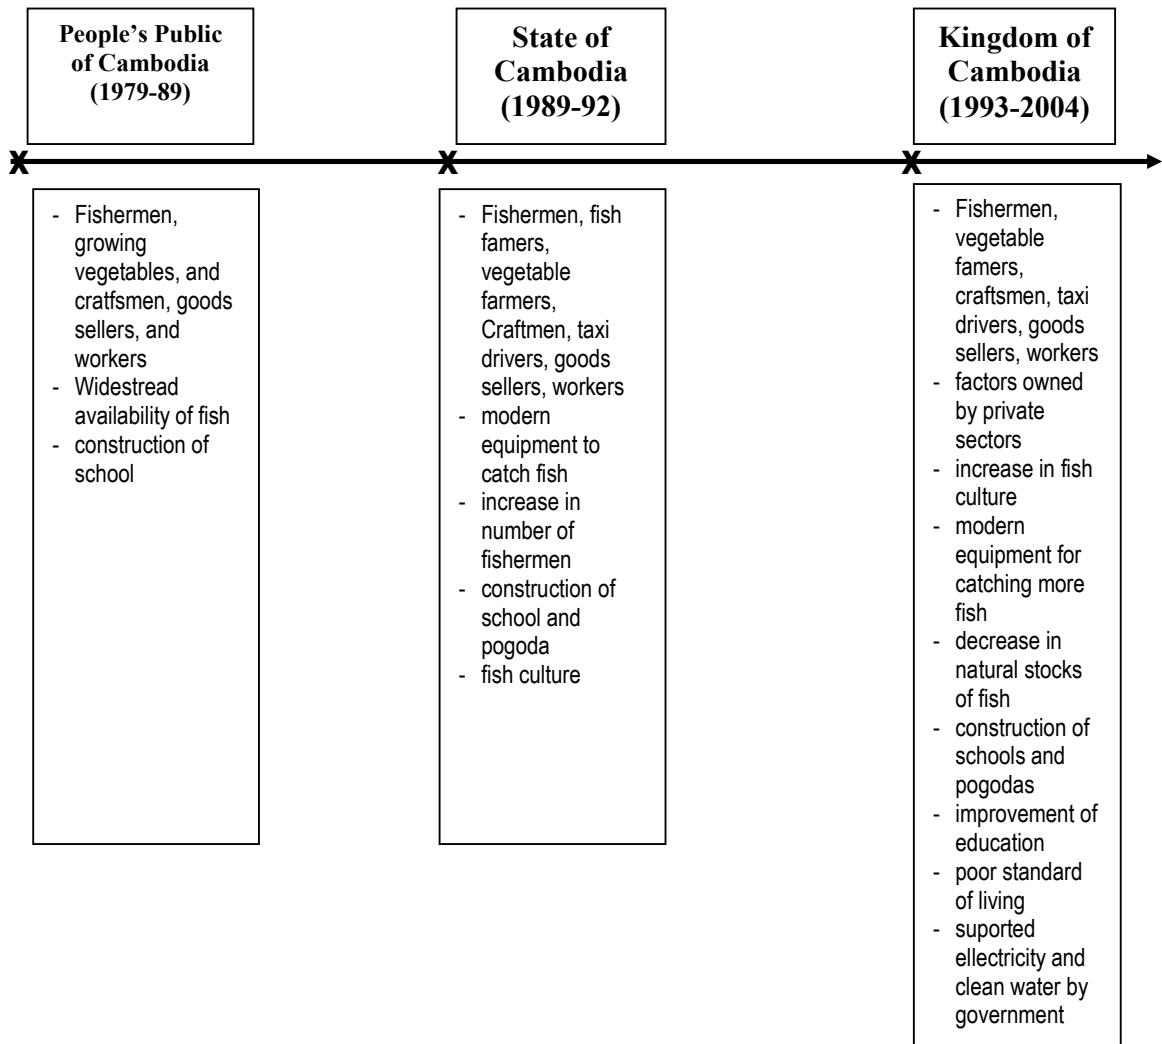 People's Public
of Cambodia
(1979-89)
State of
Cambodia
(1989-92)
Kingdom of
Cambodia
(1993-2004)
X
X
X
- Fishermen,
growing
vegetables, and
cratfsmen, goods
sellers, and
workers
- Widestread
availability of fish
- construction of
school
- Fishermen, fish
famers,
vegetable
farmers,
Craftmen, taxi
drivers, goods
sellers, workers
- modern
equipment to
catch fish
- increase in
number of
fishermen
- construction of
school and
pogoda
- fish culture
- Fishermen,
vegetable
famers,
craftsmen, taxi
drivers, goods
sellers, workers
- factors owned
by private
sectors
- increase in fish
culture
- modern
equipment for
catching more
fish
- decrease in
natural stocks
of fish
- construction of
schools and
pogodas
- improvement of
education
- poor standard
of living
- suported
ellectricity and
clean water by
government